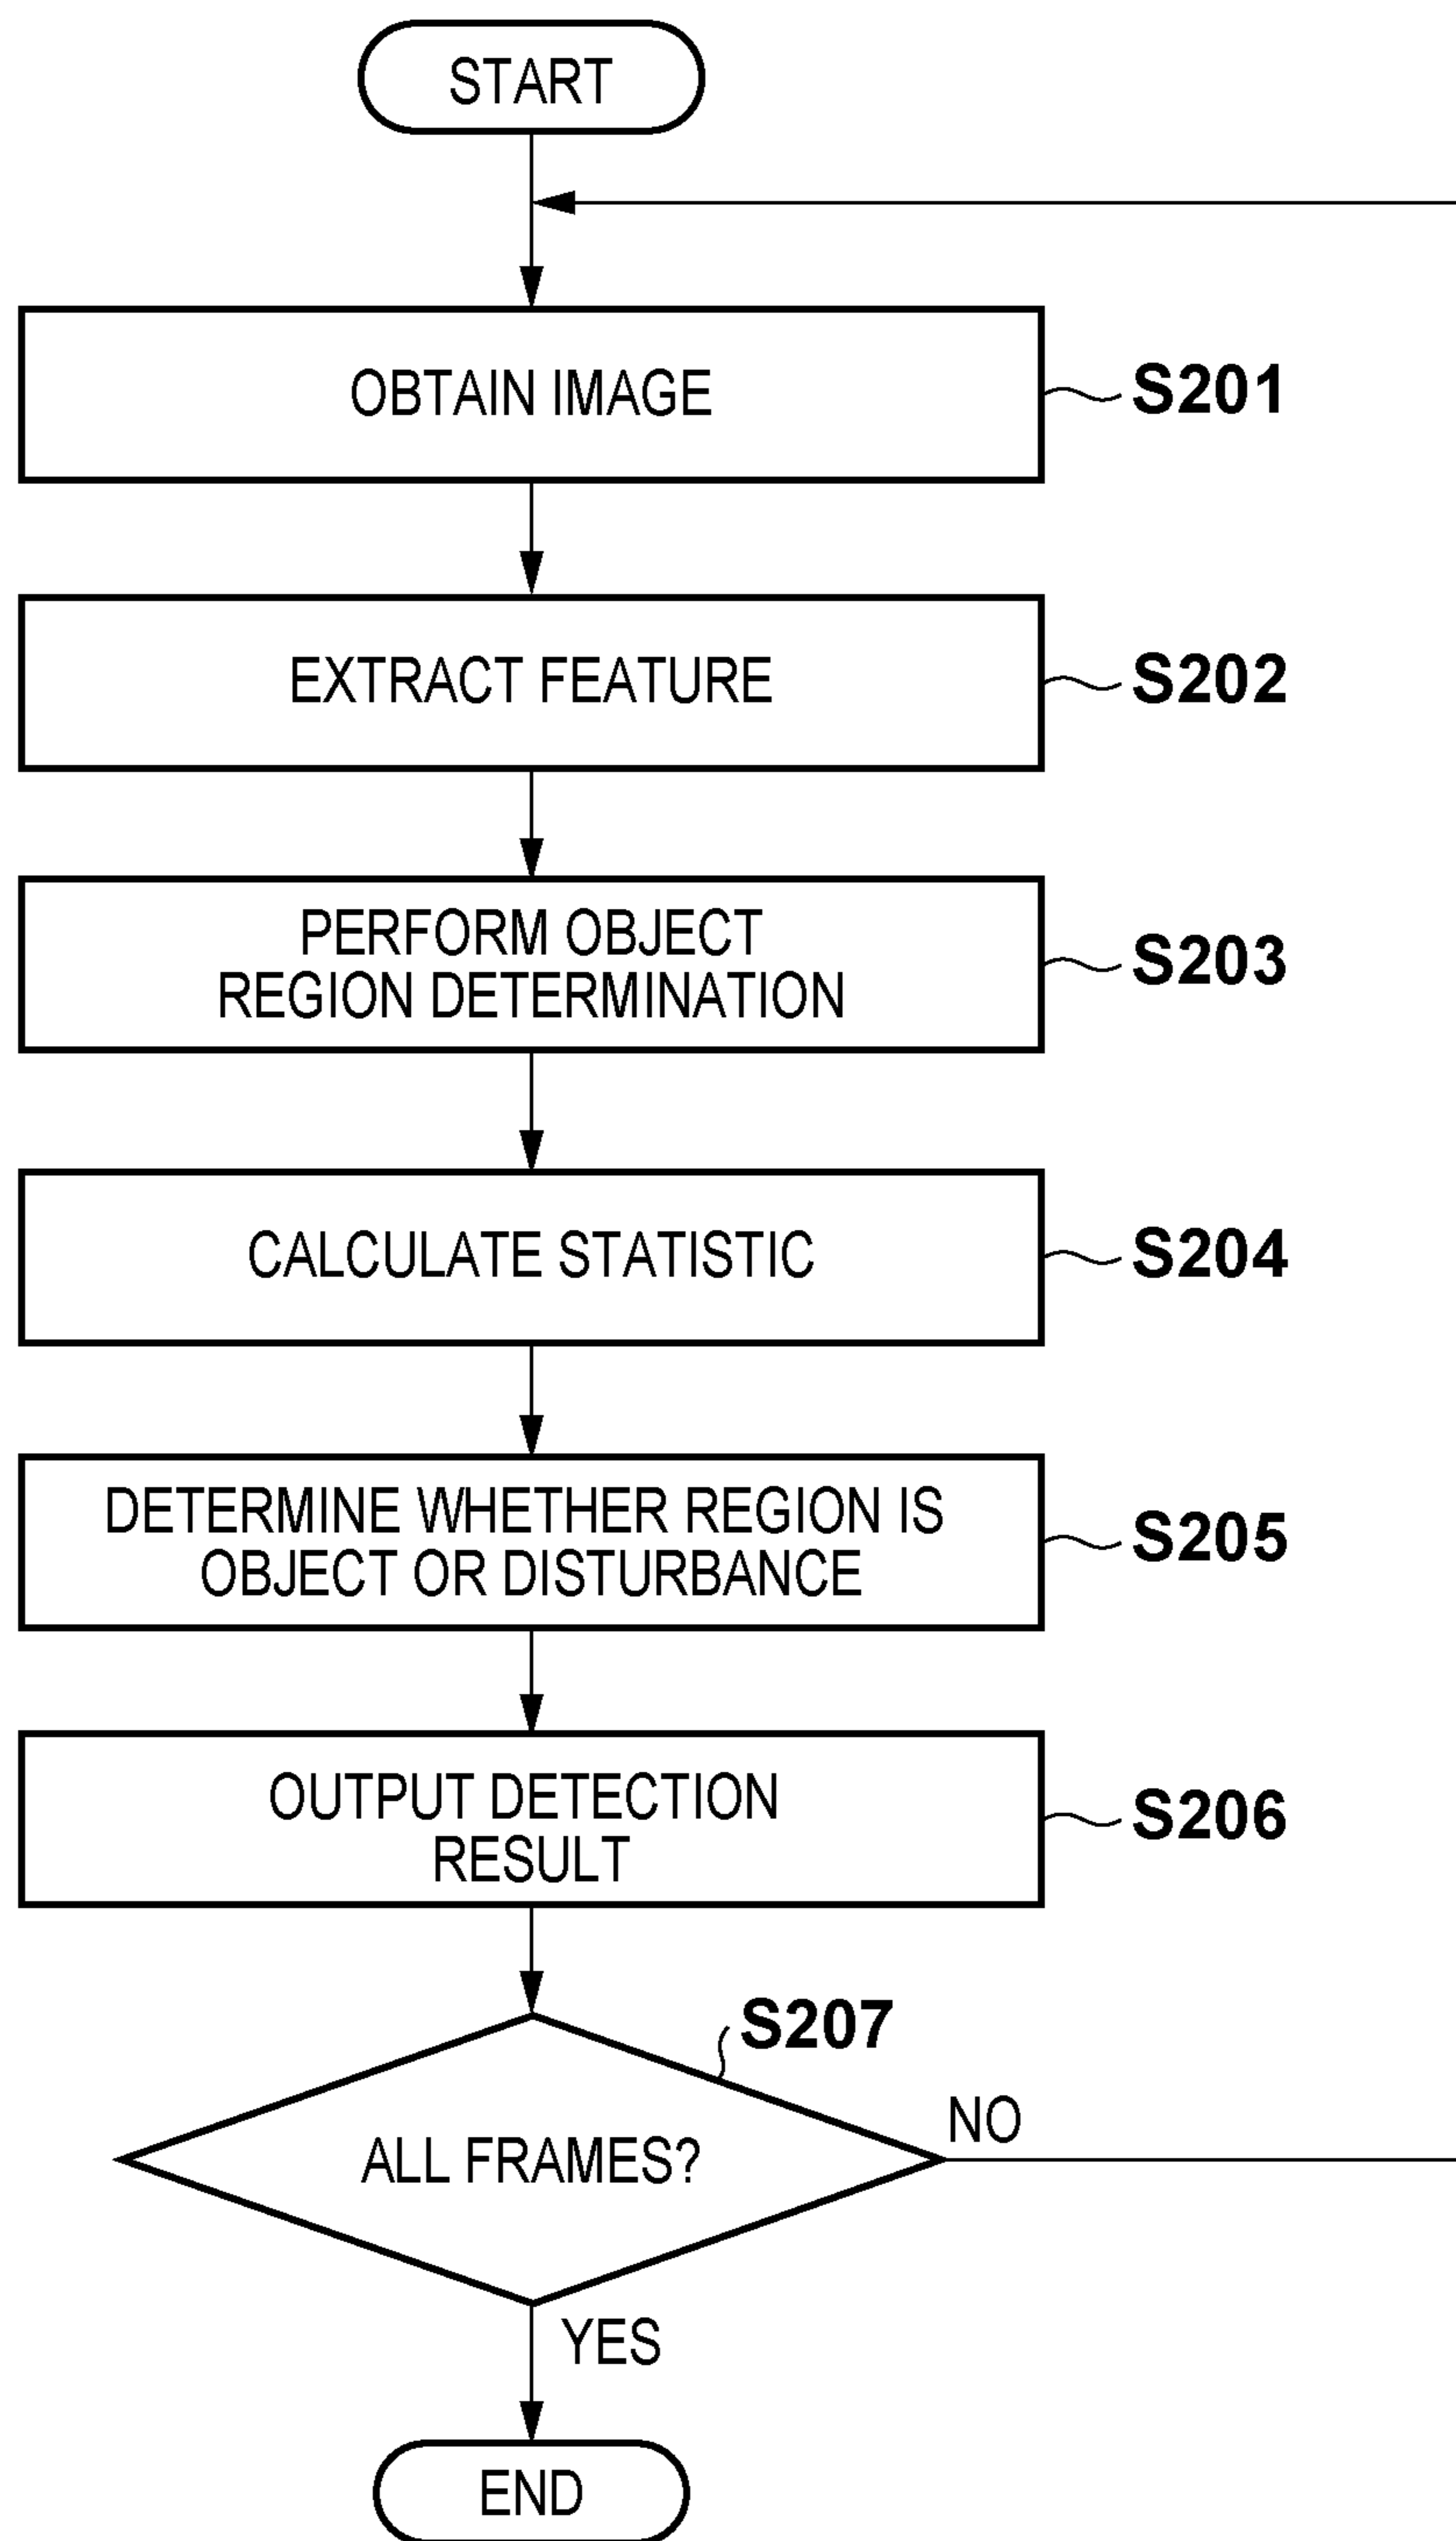 START
OBTAIN IMAGE
S201
EXTRACT FEATURE
S202
PERFORM OBJECT
REGION DETERMINATION
S203
CALCULATE STATISTIC
S204
DETERMINE WHETHER REGION IS
OBJECT OR DISTURBANCE
S205
OUTPUT DETECTION
RESULT
S206
S207
ALL FRAMES?
NO
YES
END